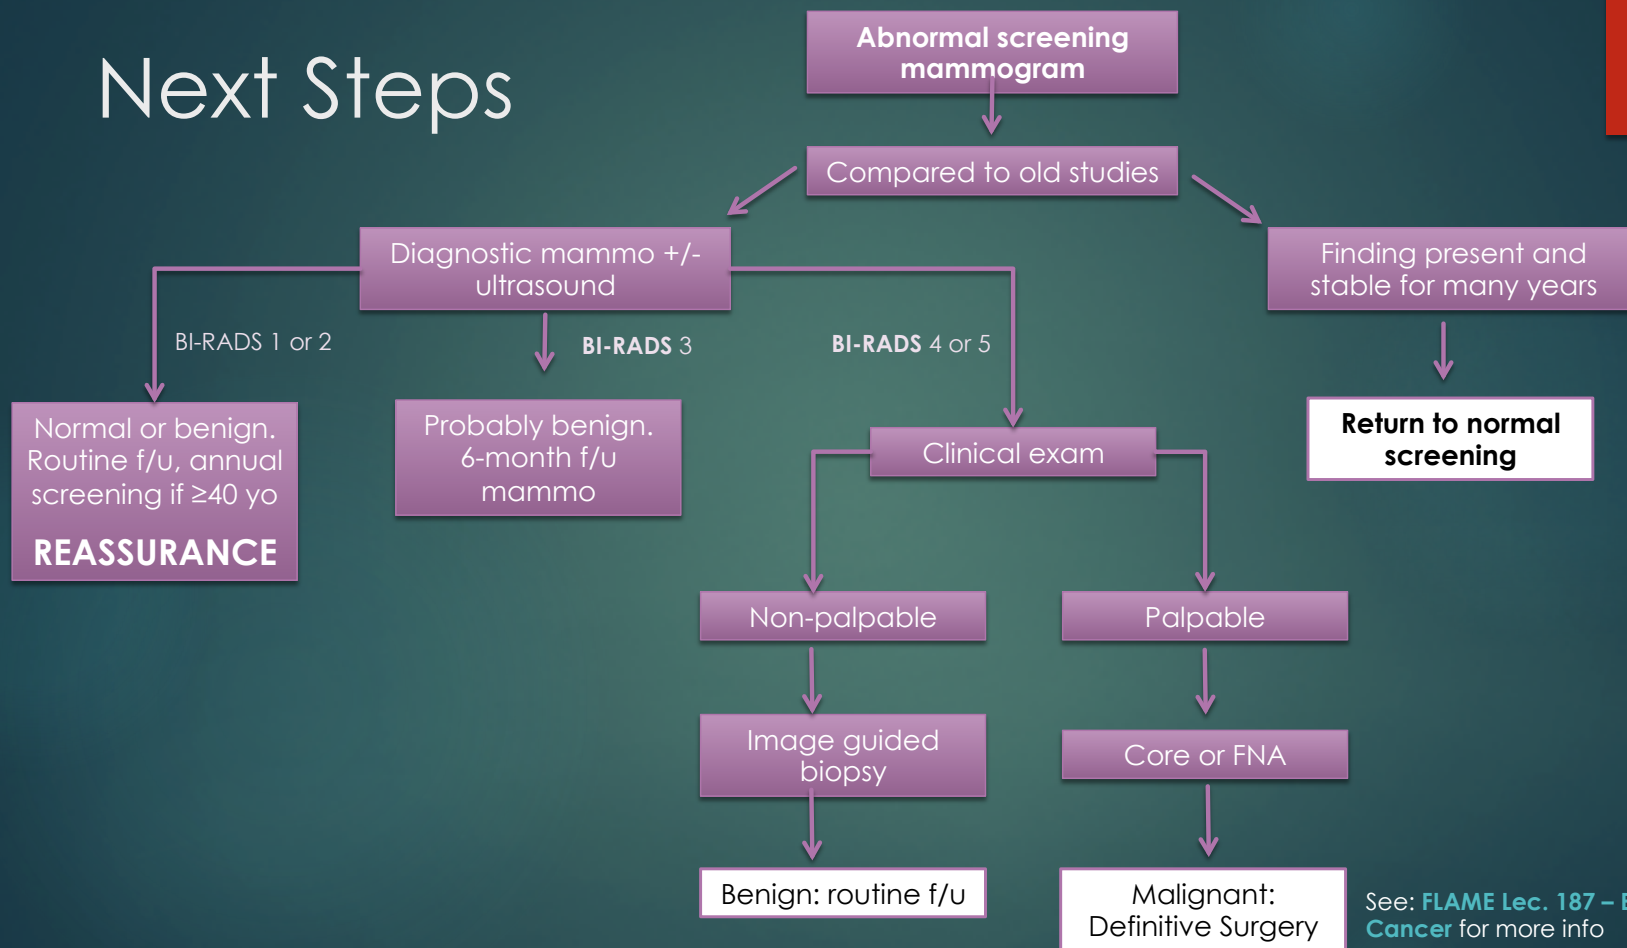 Next Steps
Abnormal screening
mammogram
Compared to old studies
Diagnostic mammo +/-
ultrasound
Finding present and
stable for many years
BI-RADS 1 or 2
BI-RADS 3
BI-RADS 4 or 5
Normal or benign.
Routine f/u, annual
screening if ≥40 yo
REASSURANCE
Probably benign.
6-month f/u
mammo
Clinical exam
Return to normal
screening
Non-palpable
Palpable
Image guided
biopsy
Core or FNA
Benign: routine f/u
Malignant:
Definitive Surgery
See: FLAME Lec. 187 –
Cancer for more info